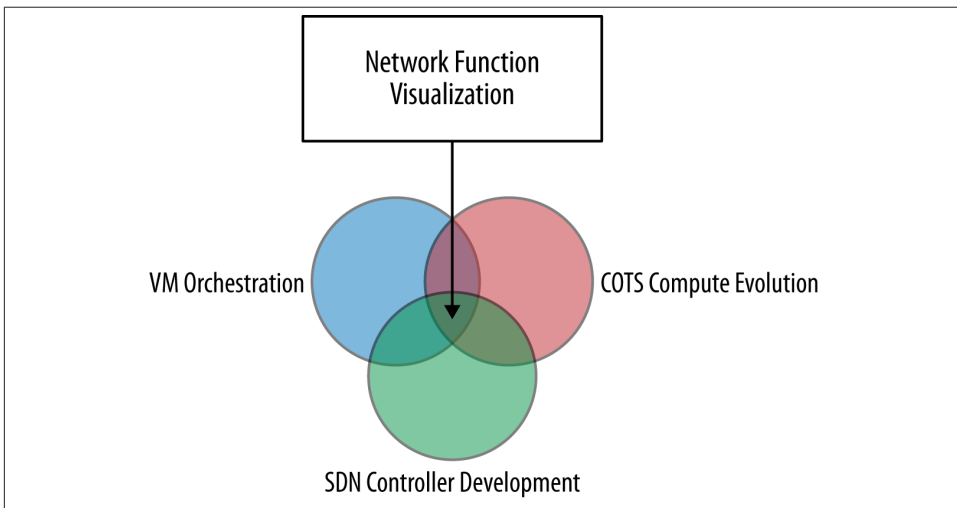 Network Function
Visualization
VM Orchestration
COTS Compute Evolution
SDN Controller Development